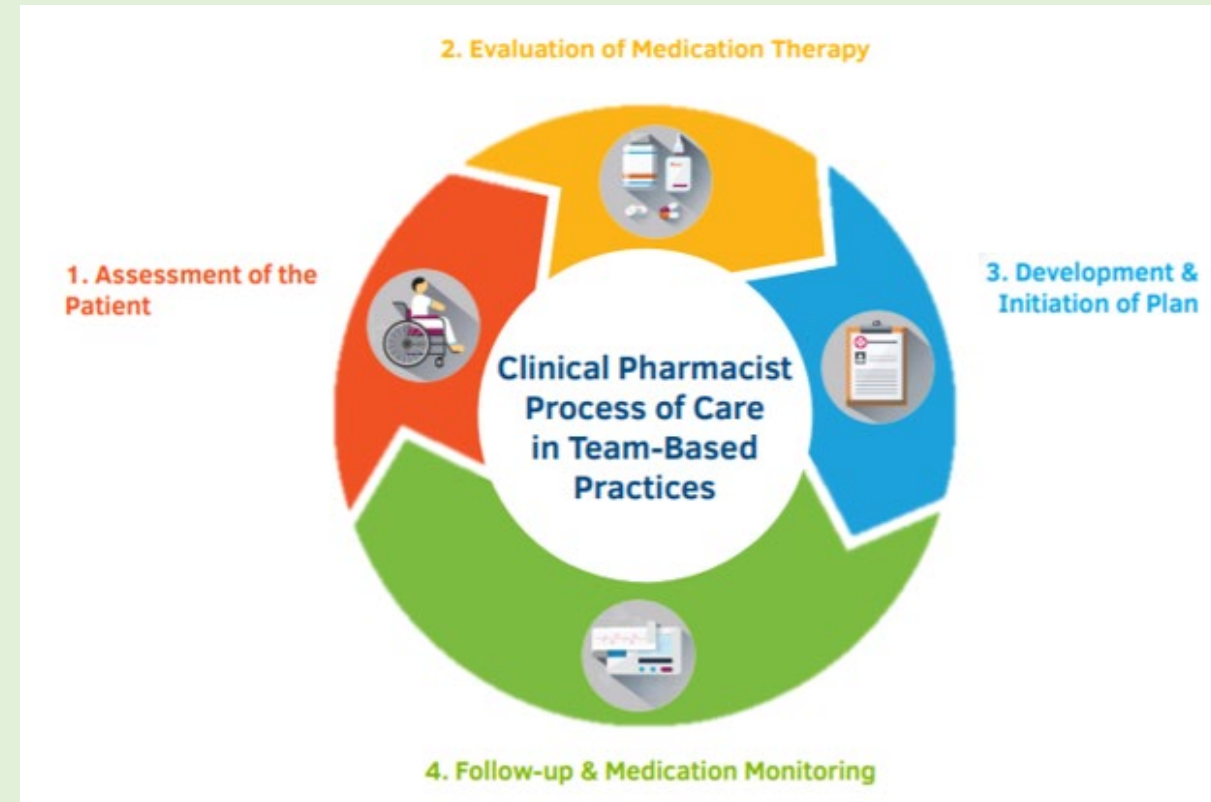 2. Evaluation of Medication Therapy
1. Assessment of the
Patient
3. Development &
Initiation of Plan
Clinical Pharmacist
Process of Care
in Team-Based
Practices
4. Follow-up & Medication Monitoring